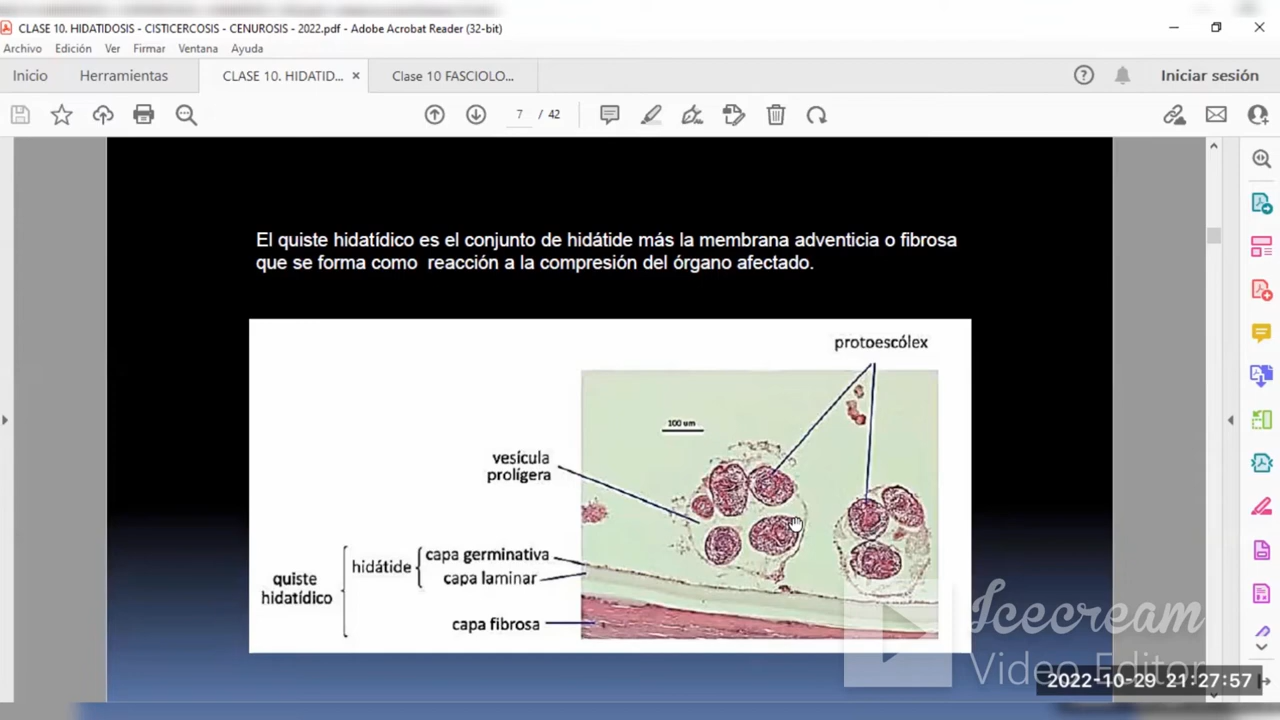 CLASE 10. HIDATIDOSIS - CISTICERCOSIS - CENUROSIS - 2022.pdf - Adobe Acrobat Reader (32-bit)
Archivo Edición Ver Firmar Ventana Ayuda
Inicio Herramientas CLASE 10. HIDATID... × Clase 10 FASCIOLO... Iniciar sesión
7 / 42
El quiste hidatídico es el conjunto de hidátide más la membrana adventicia o fibrosa
que se forma como reacción a la compresión del órgano afectado.
protoescólex
100 um
vesícula
prolígera
capa germinativa
hidátide
capa laminar
quiste
hidatídico
capa fibrosa
Icecream
Video Editor
2022-10-29 21:27:57